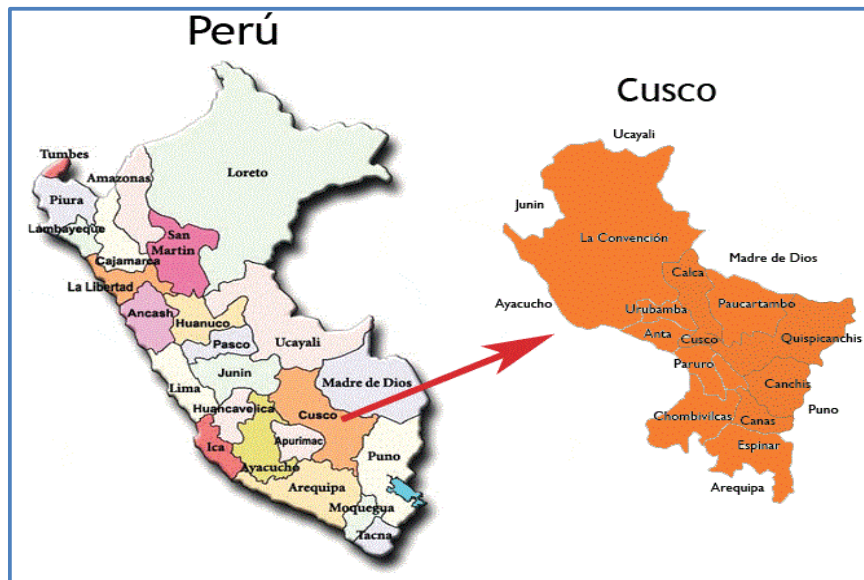 Perú
Tumbes
Amazonas
Loreto
Piura
Lambayeque
San
Martin
Cajamarca
La Libertad
Ancash
Huanuco
Pasco
Ucayali
Junin
Lima
Madre de Dios
Huancavelica
Cusco
Ica
Apurimac
Ayacucho
Puno
Arequipa
Moquegua
Tacna
Cusco
Ucayali
Junin
La Convención
Madre de Dios
Calca
Ayacucho
Urubamba
Paucartambo
Anta
Cusco
Quispicanchis
Paruro
Canchis
Chombivilcas
Canas
Puno
Espinar
Arequipa